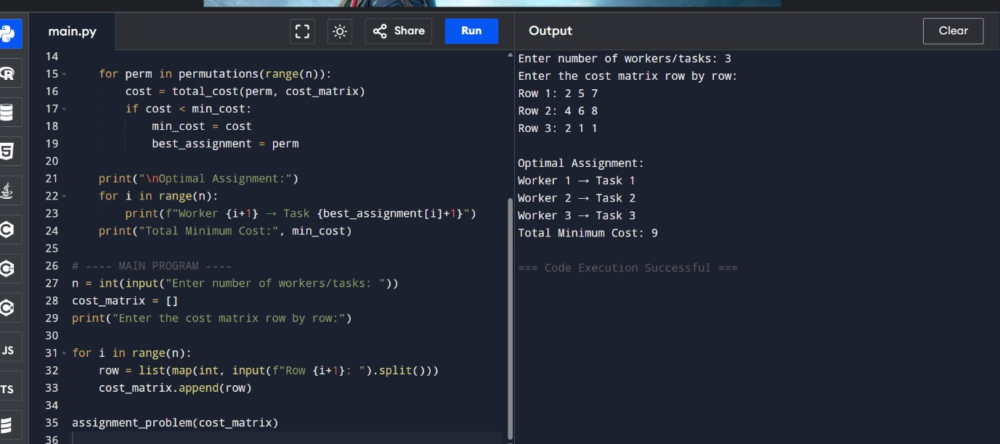 main.py
Share
Run
Output
Clear
R
5
C
C
C
JS
TS
14
15     for perm in permutations(range(n)):
16         cost = total_cost(perm, cost_matrix)
17         if cost < min_cost:
18             min_cost = cost
19             best_assignment = perm
20
21     print("\nOptimal Assignment:")
22     for i in range(n):
23         print(f"Worker {i+1} → Task {best_assignment[i]+1}")
24     print("Total Minimum Cost:", min_cost)
25
26 # ---- MAIN PROGRAM ----
27 n = int(input("Enter number of workers/tasks: "))
28 cost_matrix = []
29 print("Enter the cost matrix row by row:")
30
31 for i in range(n):
32     row = list(map(int, input(f"Row {i+1}: ").split()))
33     cost_matrix.append(row)
34
35 assignment_problem(cost_matrix)
36
Enter number of workers/tasks: 3
Enter the cost matrix row by row:
Row 1: 2 5 7
Row 2: 4 6 8
Row 3: 2 1 1

Optimal Assignment:
Worker 1 → Task 1
Worker 2 → Task 2
Worker 3 → Task 3
Total Minimum Cost: 9

=== Code Execution Successful ===